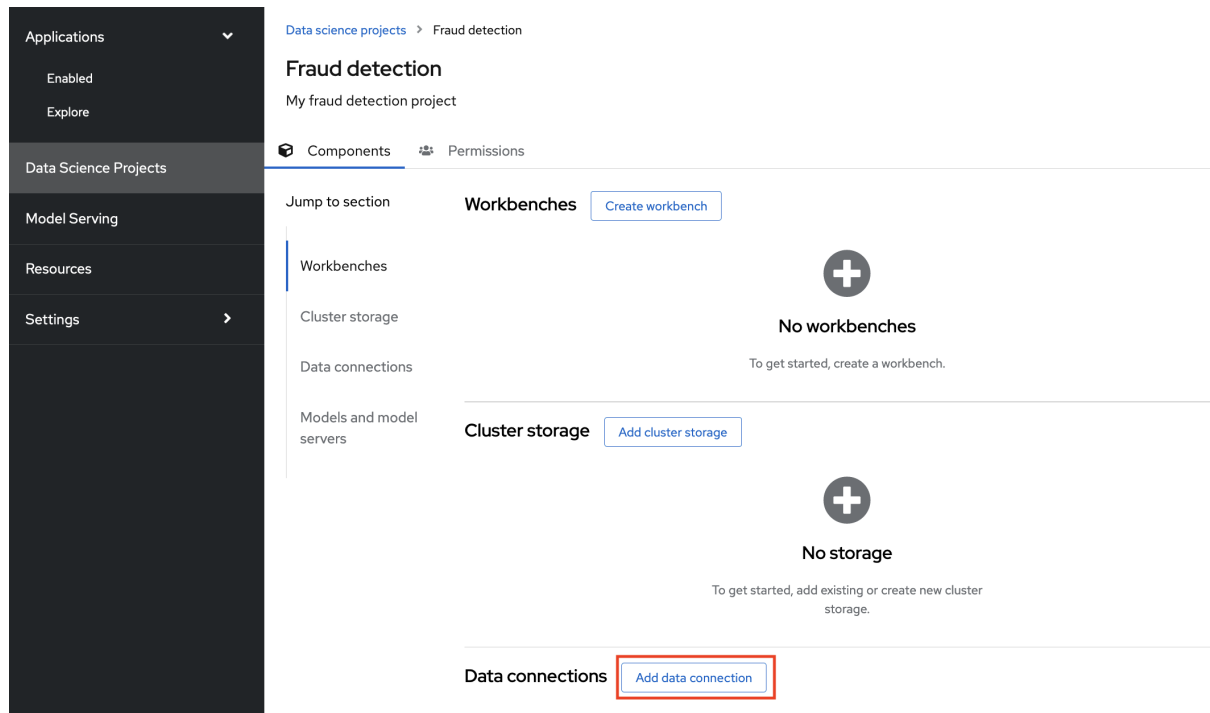 Applications
Enabled
Explore
Data Science Projects
Model Serving
Resources
Settings
Data science projects > Fraud detection
Fraud detection
My fraud detection project
Components
Permissions
Jump to section
Workbenches
Cluster storage
Data connections
Models and model
servers
Workbenches
Create workbench
No workbenches
To get started, create a workbench.
Cluster storage
Add cluster storage
No storage
To get started, add existing or create new cluster
storage.
Data connections
Add data connection